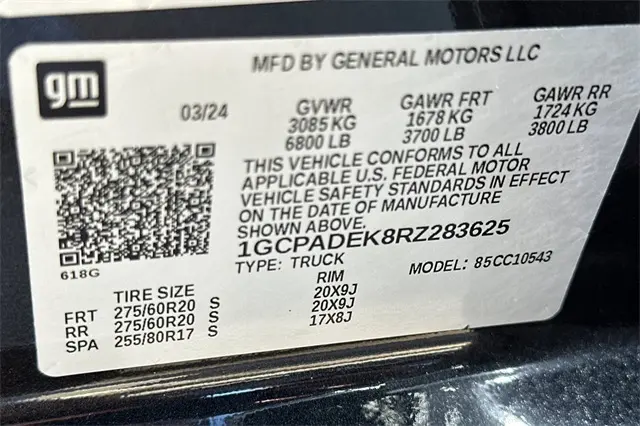 MFD BY GENERAL MOTORS LLC
gm
03/24 GVWR GAWR FRT GAWR RR
3085 KG 1678 KG 1724 KG
6800 LB 3700 LB 3800 LB
THIS VEHICLE CONFORMS TO ALL
APPLICABLE U.S. FEDERAL MOTOR
VEHICLE SAFETY STANDARDS IN EFFECT
ON THE DATE OF MANUFACTURE
SHOWN ABOVE.
1GCPADEK8RZ283625
618G
TYPE: TRUCK MODEL: 85CC10543
TIRE SIZE RIM
FRT 275/60R20 S 20X9J
RR 275/60R20 S 20X9J
SPA 255/80R17 S 17X8J